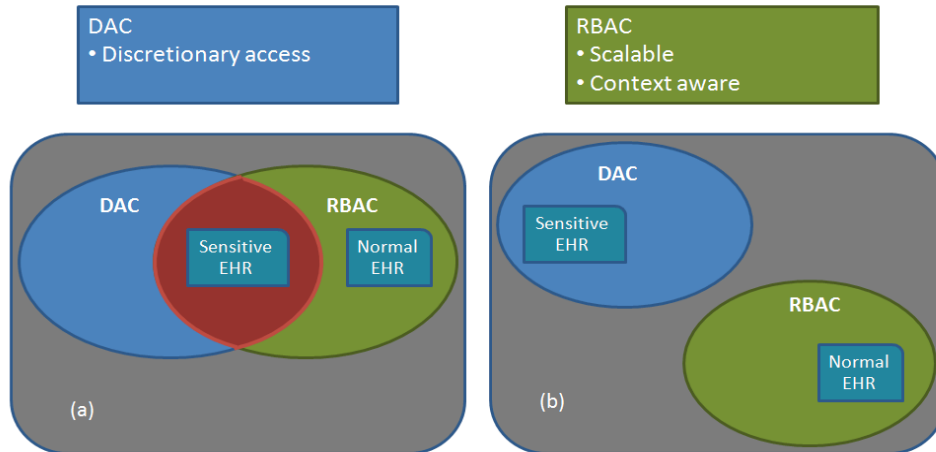 DAC
• Discretionary access
RBAC
• Scalable
• Context aware
DAC
RBAC
Sensitive
EHR
Normal
EHR
(a)
DAC
Sensitive
EHR
RBAC
Normal
EHR
(b)